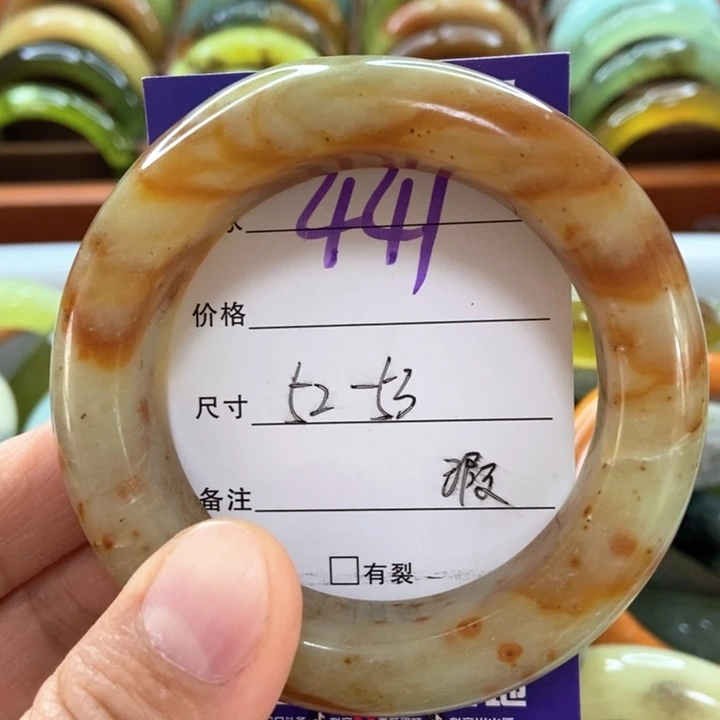 441
价格
尺寸 52-53
备注 瑕
有裂